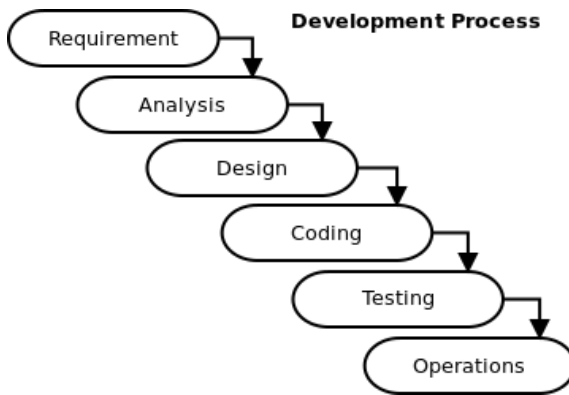 Development Process
Requirement
Analysis
Design
Coding
Testing
Operations